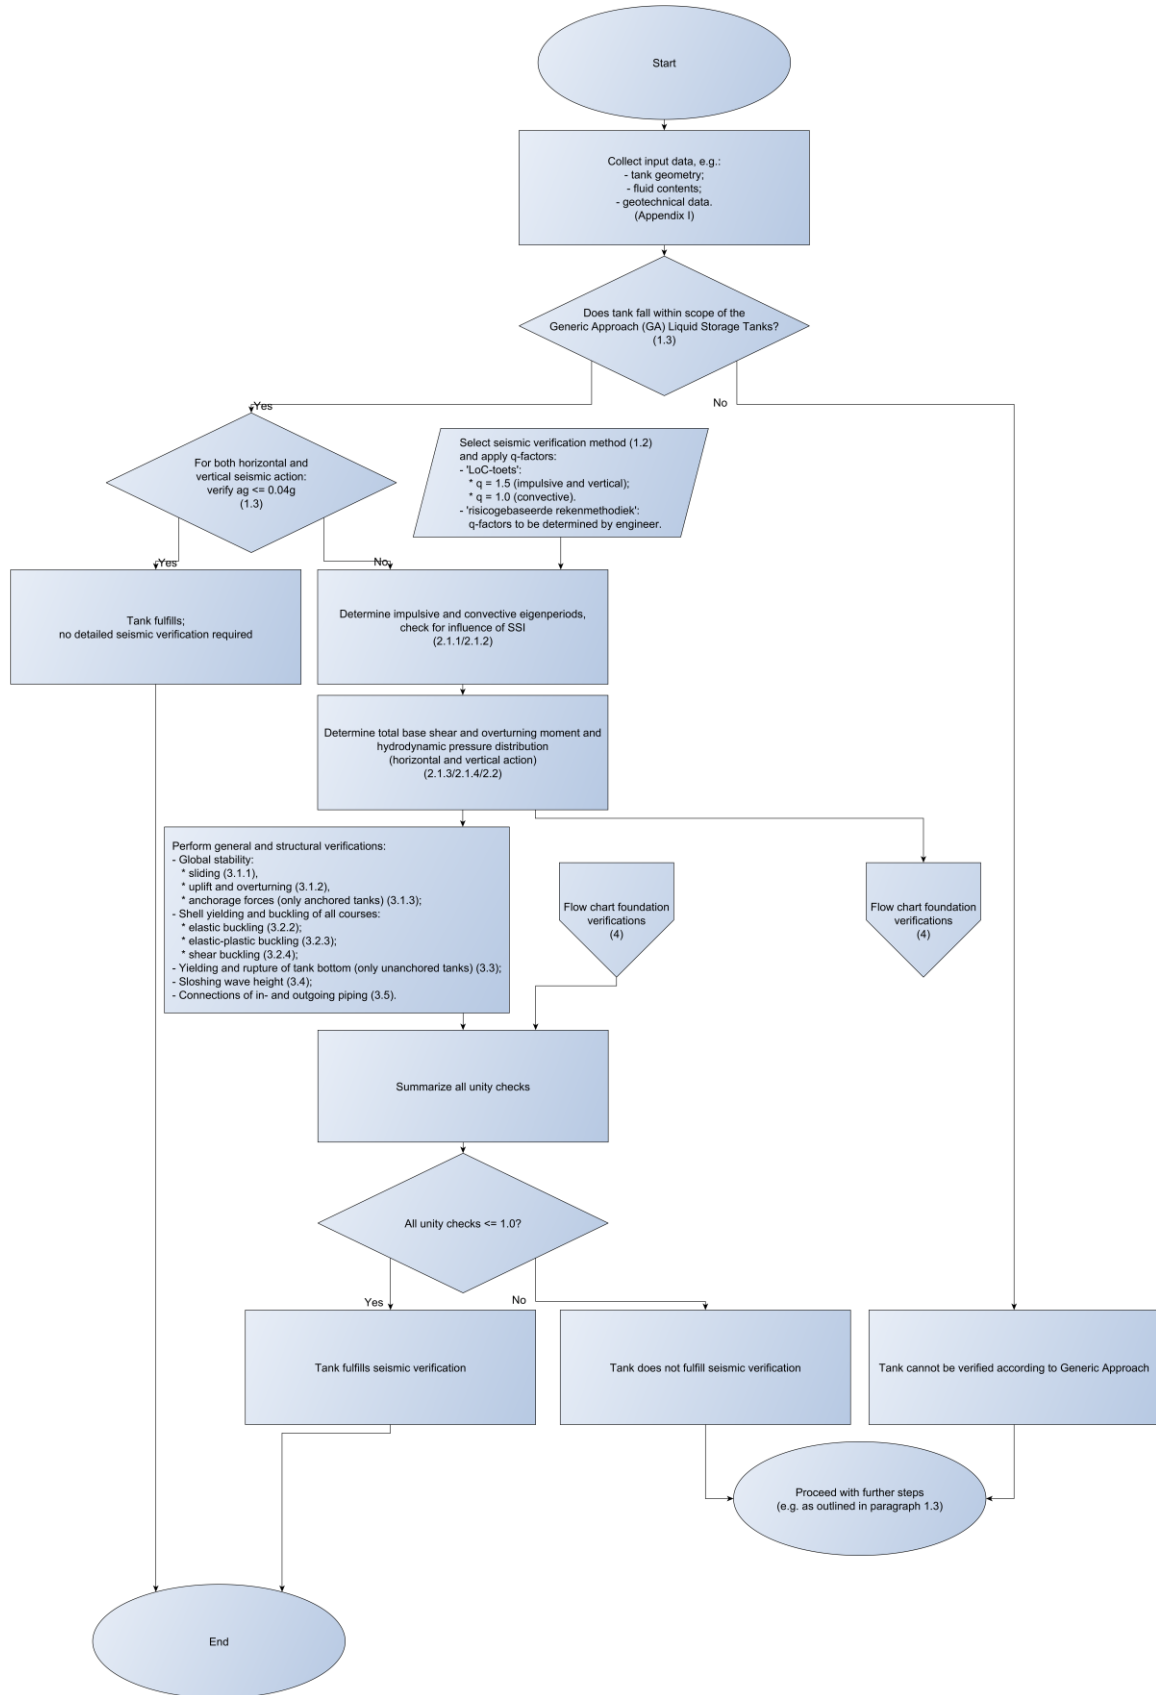 Start
Collect input data, e.g.:
- tank geometry;
- fluid contents;
- geotechnical data.
(Appendix I)
Does tank fall within scope of the
Generic Approach (GA) Liquid Storage Tanks?
(1.3)
Yes
No
For both horizontal and
vertical seismic action:
verify ag <= 0.04g
(1.3)
Select seismic verification method (1.2)
and apply q-factors:
- 'LoC-toets':
* q = 1.5 (impulsive and vertical);
* q = 1.0 (convective).
- 'risicogebaseerde rekenmethodiek':
q-factors to be determined by engineer.
Yes
No
Tank fulfills;
no detailed seismic verification required
Determine impulsive and convective eigenperiods,
check for influence of SSI
(2.1.1/2.1.2)
Determine total base shear and overturning moment and
hydrodynamic pressure distribution
(horizontal and vertical action)
(2.1.3/2.1.4/2.2)
Perform general and structural verifications:
- Global stability:
* sliding (3.1.1),
* uplift and overturning (3.1.2),
* anchorage forces (only anchored tanks) (3.1.3);
- Shell yielding and buckling of all courses:
* elastic buckling (3.2.2);
* elastic-plastic buckling (3.2.3);
* shear buckling (3.2.4);
- Yielding and rupture of tank bottom (only unanchored tanks) (3.3);
- Sloshing wave height (3.4);
- Connections of in- and outgoing piping (3.5).
Flow chart foundation
verifications
(4)
Flow chart foundation
verifications
(4)
Summarize all unity checks
All unity checks <= 1.0?
Yes
No
Tank fulfills seismic verification
Tank does not fulfill seismic verification
Tank cannot be verified according to Generic Approach
Proceed with further steps
(e.g. as outlined in paragraph 1.3)
End